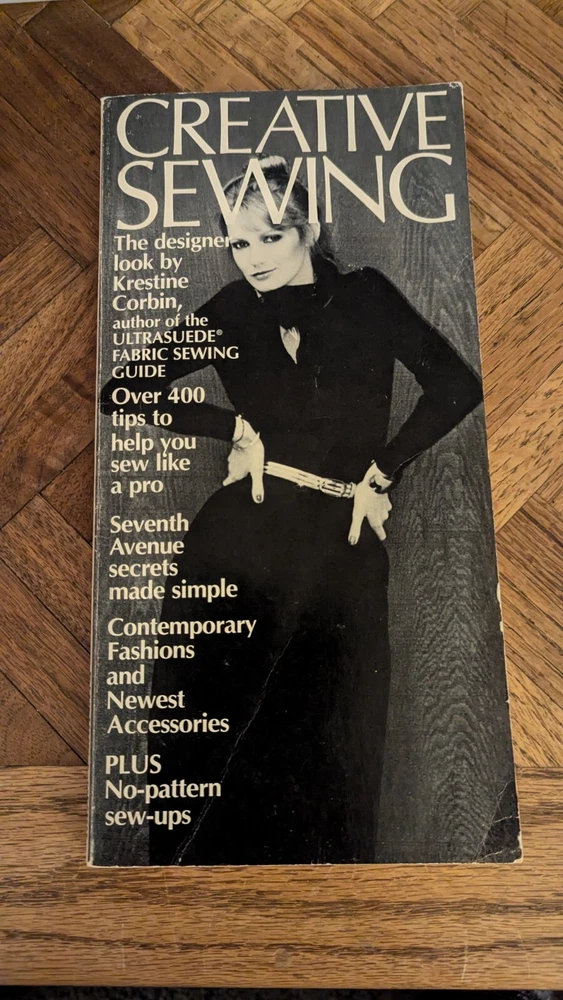 CREATIVE
SEWING
The designer
look by
Krestine
Corbin,
author of the
ULTRASUEDE®
FABRIC SEWING
GUIDE
Over 400
tips to
help you
sew like
a pro
Seventh
Avenue
secrets
made simple
Contemporary
Fashions
and
Newest
Accessories
PLUS
No-pattern
sew-ups